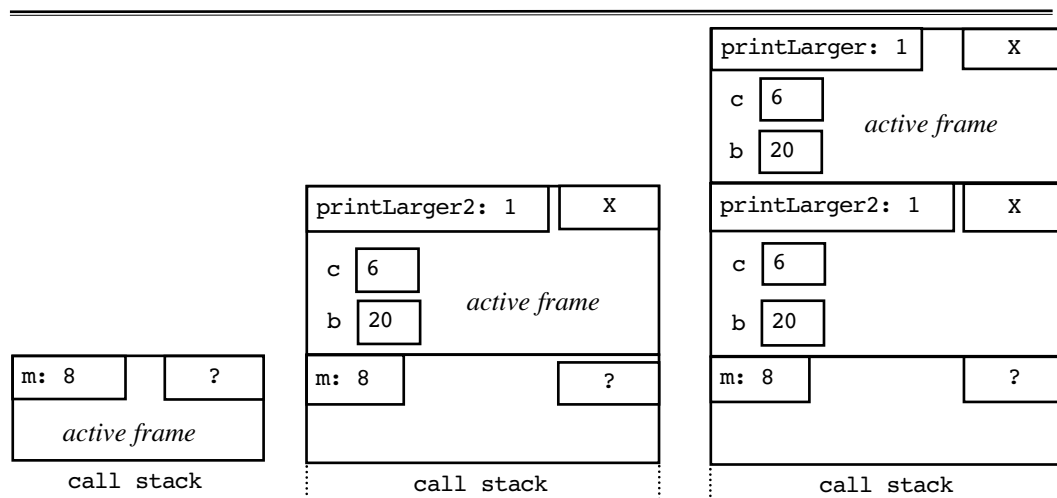 m: 8 ?
active frame
call stack
printLarger2: 1 X
c 6
active frame
b 20
m: 8 ?
call stack
printLarger: 1 X
c 6
active frame
b 20
printLarger2: 1 X
c 6
b 20
m: 8 ?
call stack